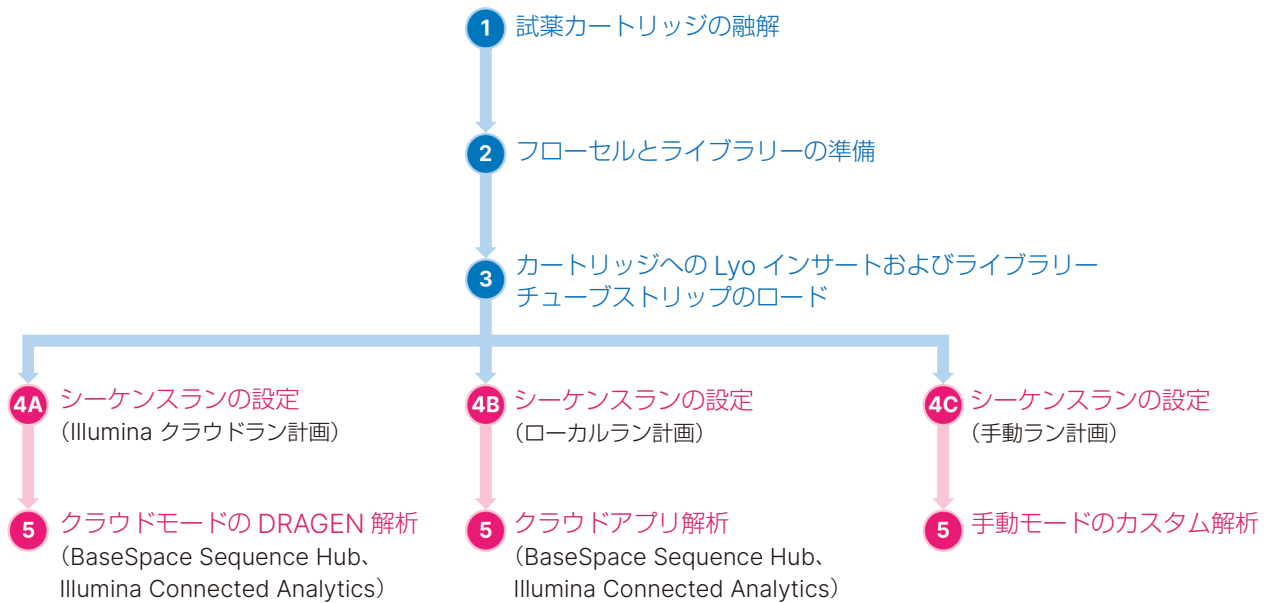 1 試薬カートリッジの融解
2 フローセルとライブラリーの準備
3 カートリッジへの Lyo インサートおよびライブラリー
チューブストリップのロード
4A シーケンスランの設定
（Illumina クラウドラン計画）
4B シーケンスランの設定
（ローカルラン計画）
4C シーケンスランの設定
（手動ラン計画）
5 クラウドモードの DRAGEN 解析
（BaseSpace Sequence Hub、
Illumina Connected Analytics）
5 クラウドアプリ解析
（BaseSpace Sequence Hub、
Illumina Connected Analytics）
5 手動モードのカスタム解析